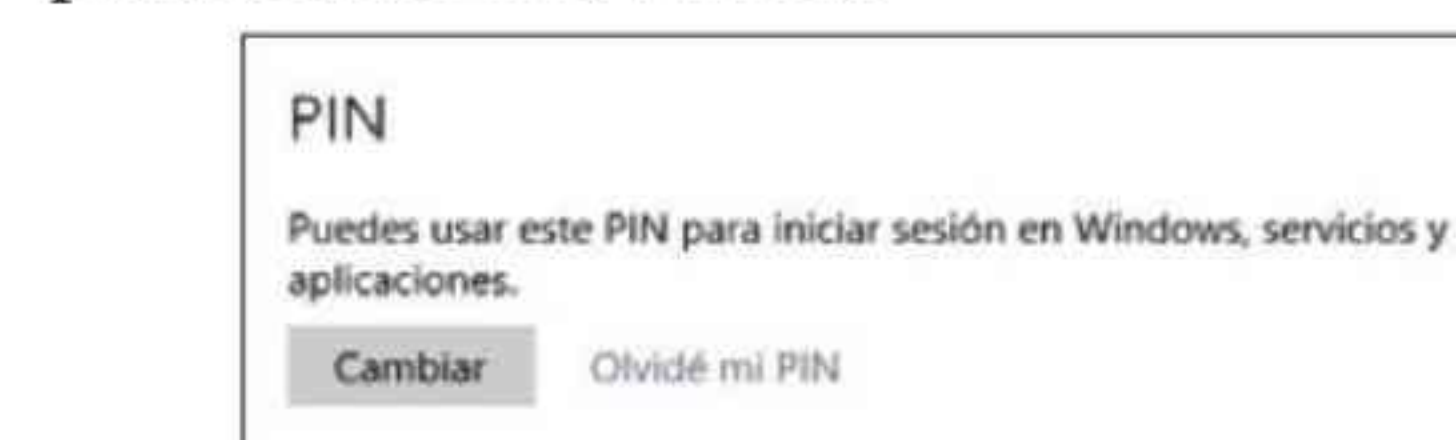 PIN
Puedes usar este PIN para iniciar sesión en Windows, servicios y
aplicaciones.
Cambiar Olvidé mi PIN